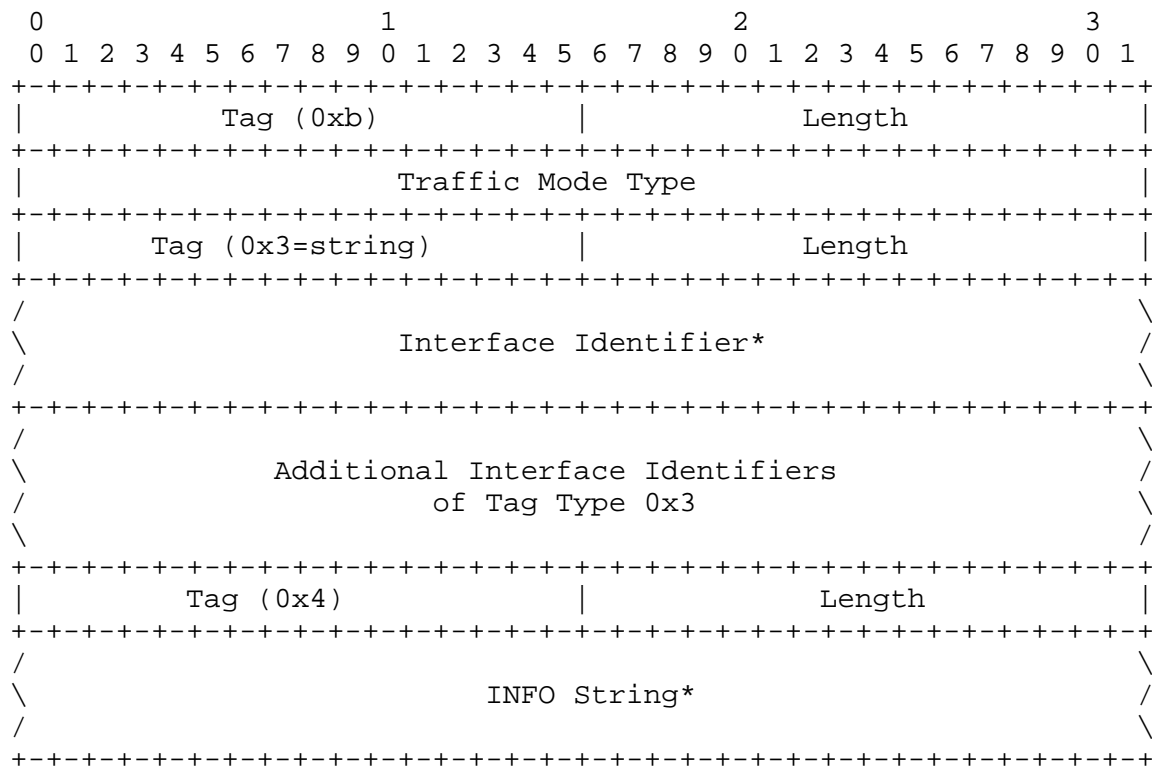 0                   1                   2                   3
 0 1 2 3 4 5 6 7 8 9 0 1 2 3 4 5 6 7 8 9 0 1 2 3 4 5 6 7 8 9 0 1
+-+-+-+-+-+-+-+-+-+-+-+-+-+-+-+-+-+-+-+-+-+-+-+-+-+-+-+-+-+-+-+-+
|           Tag (0xb)           |            Length             |
+-+-+-+-+-+-+-+-+-+-+-+-+-+-+-+-+-+-+-+-+-+-+-+-+-+-+-+-+-+-+-+-+
|                     Traffic Mode Type                         |
+-+-+-+-+-+-+-+-+-+-+-+-+-+-+-+-+-+-+-+-+-+-+-+-+-+-+-+-+-+-+-+-+
|       Tag (0x3=string)        |            Length             |
+-+-+-+-+-+-+-+-+-+-+-+-+-+-+-+-+-+-+-+-+-+-+-+-+-+-+-+-+-+-+-+-+
/                                                               \
\                     Interface Identifier*                     /
/                                                               \
+-+-+-+-+-+-+-+-+-+-+-+-+-+-+-+-+-+-+-+-+-+-+-+-+-+-+-+-+-+-+-+-+
/                                                               \
\              Additional Interface Identifiers                 /
/                       of Tag Type 0x3                         \
\                                                               /
+-+-+-+-+-+-+-+-+-+-+-+-+-+-+-+-+-+-+-+-+-+-+-+-+-+-+-+-+-+-+-+-+
|         Tag (0x4)             |             Length            |
+-+-+-+-+-+-+-+-+-+-+-+-+-+-+-+-+-+-+-+-+-+-+-+-+-+-+-+-+-+-+-+-+
/                                                               \
\                          INFO String*                         /
/                                                               \
+-+-+-+-+-+-+-+-+-+-+-+-+-+-+-+-+-+-+-+-+-+-+-+-+-+-+-+-+-+-+-+-+